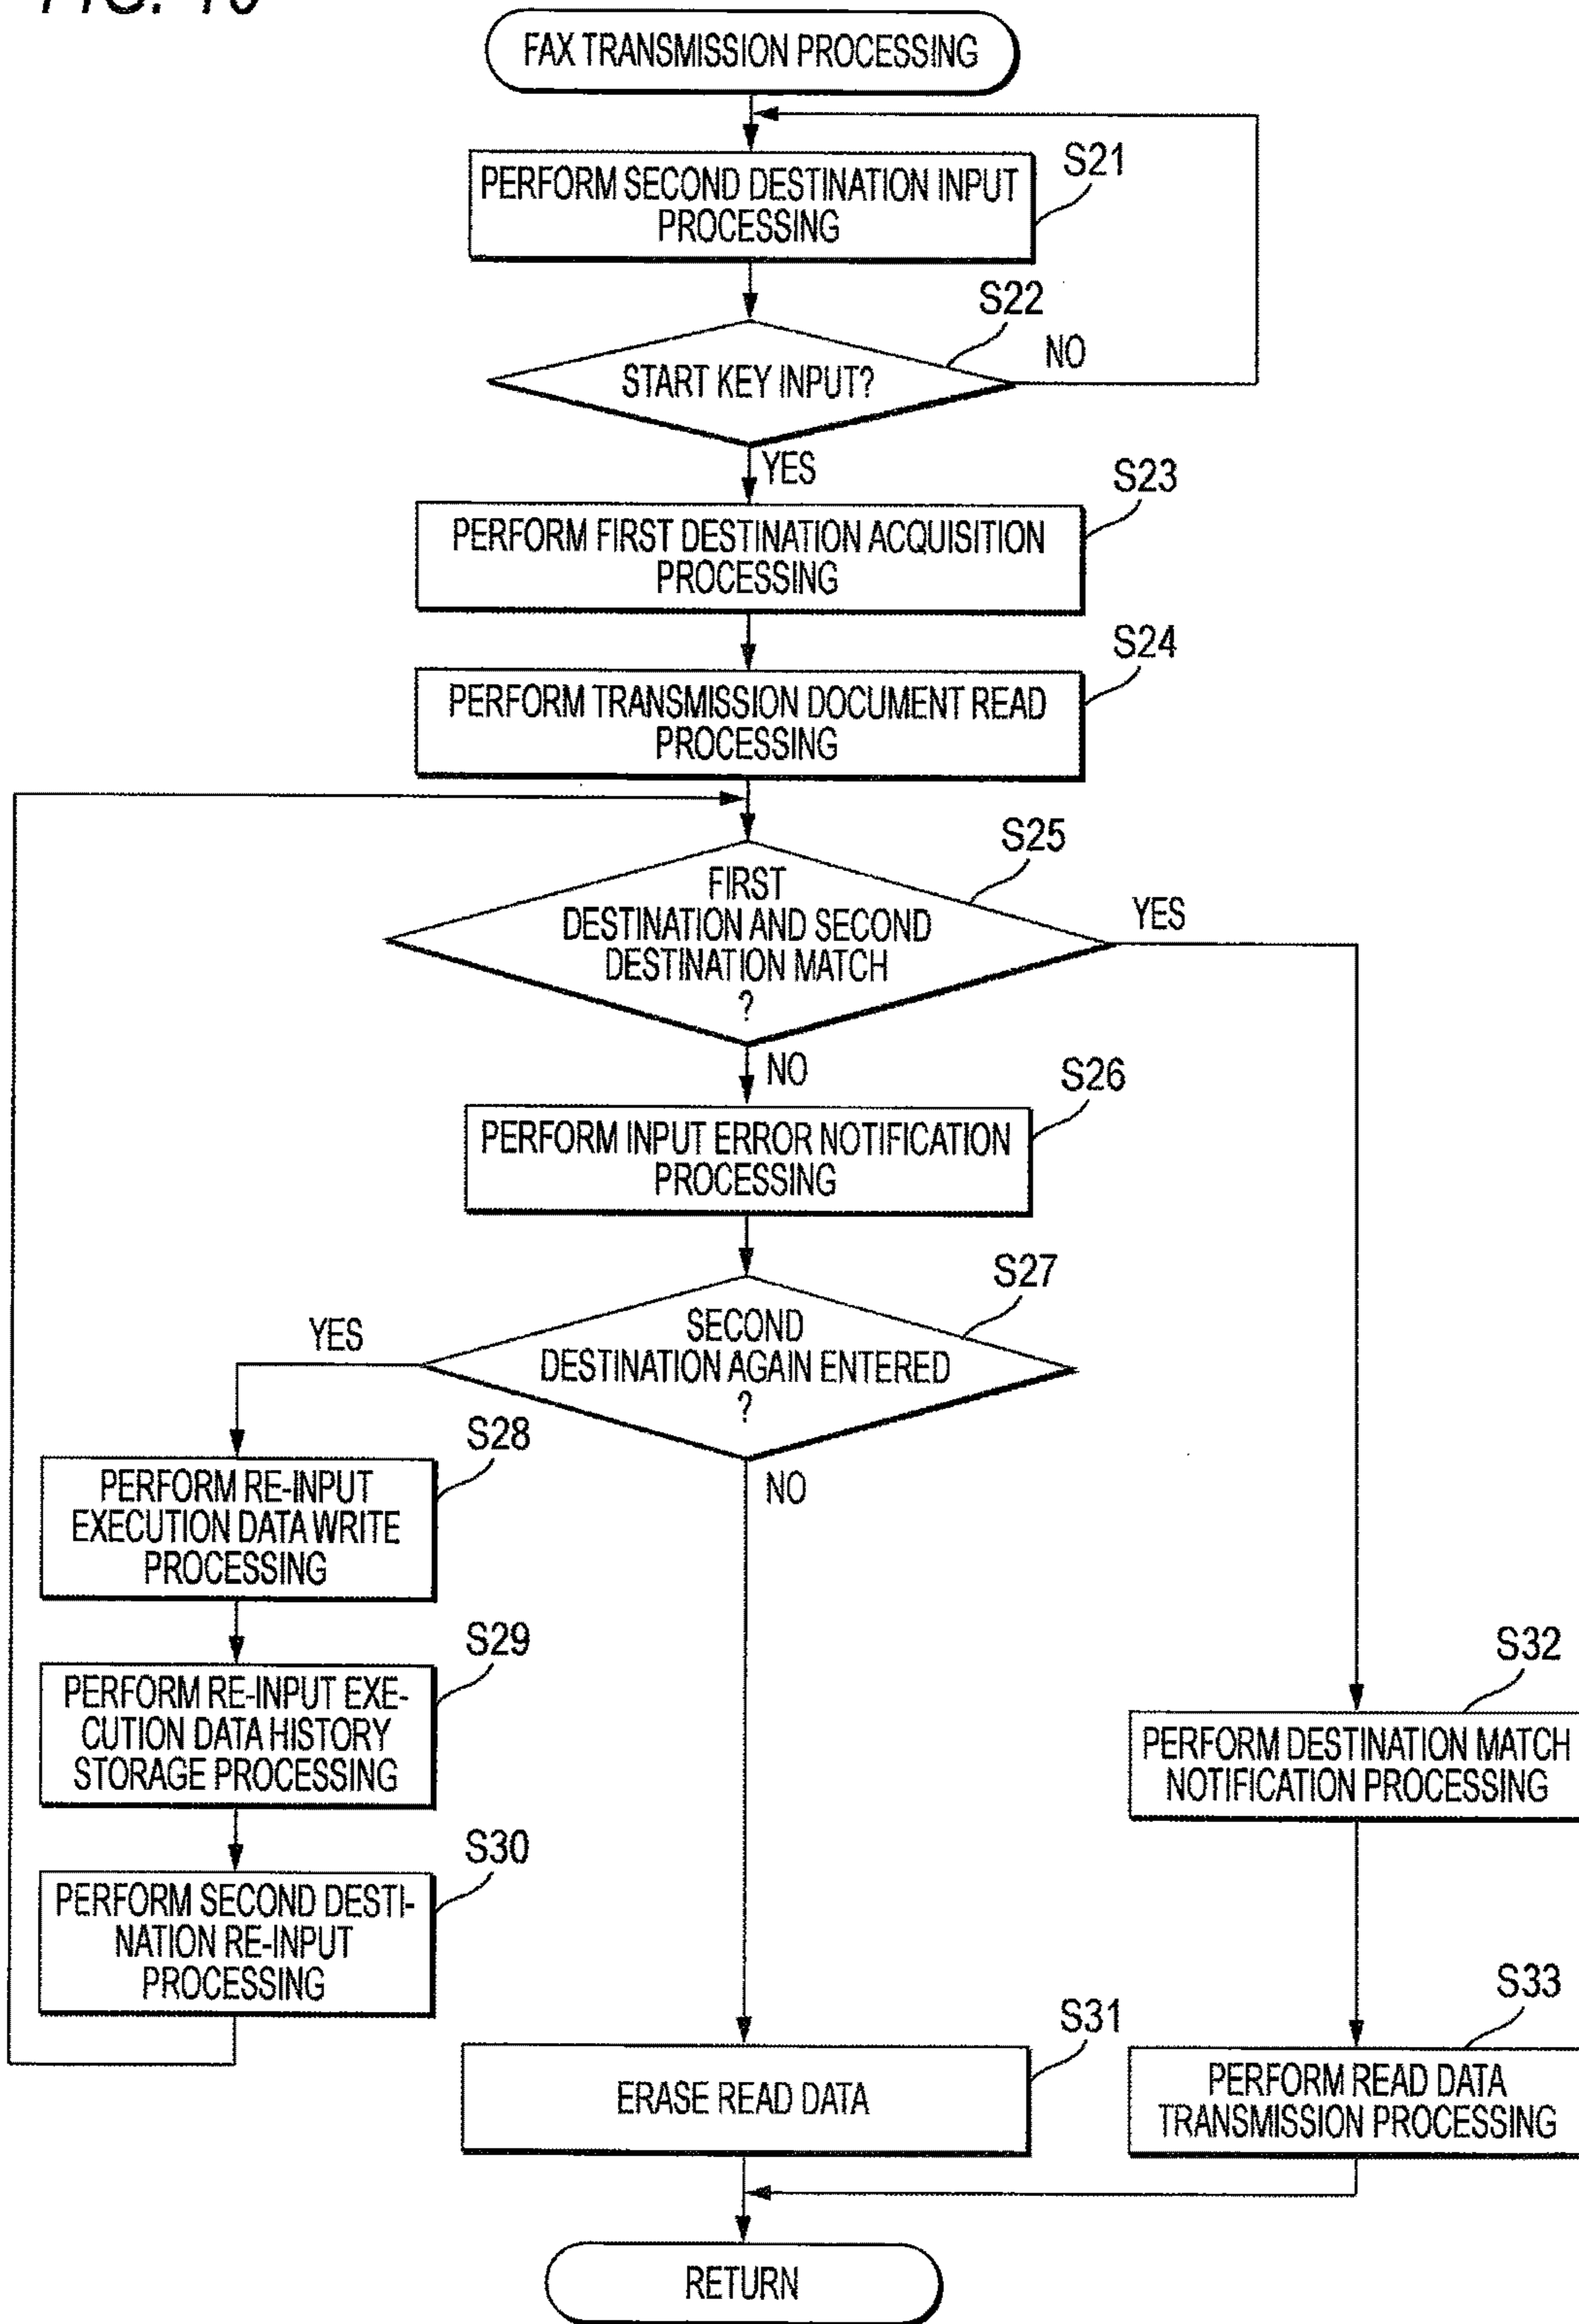 FAX TRANSMISSION PROCESSING
S21
PERFORM SECOND DESTINATION INPUT
PROCESSING
S22
START KEY INPUT?
NO
YES
S23
PERFORM FIRST DESTINATION ACQUISITION
PROCESSING
S24
PERFORM TRANSMISSION DOCUMENT READ
PROCESSING
S25
FIRST
DESTINATION AND SECOND
DESTINATION MATCH
?
YES
NO
S26
PERFORM INPUT ERROR NOTIFICATION
PROCESSING
S27
SECOND
DESTINATION AGAIN ENTERED
?
YES
NO
S28
PERFORM RE-INPUT
EXECUTION DATA WRITE
PROCESSING
S29
PERFORM RE-INPUT EXE-
CUTION DATA HISTORY
STORAGE PROCESSING
S30
PERFORM SECOND DESTI-
NATION RE-INPUT
PROCESSING
S31
ERASE READ DATA
S32
PERFORM DESTINATION MATCH
NOTIFICATION PROCESSING
S33
PERFORM READ DATA
TRANSMISSION PROCESSING
RETURN